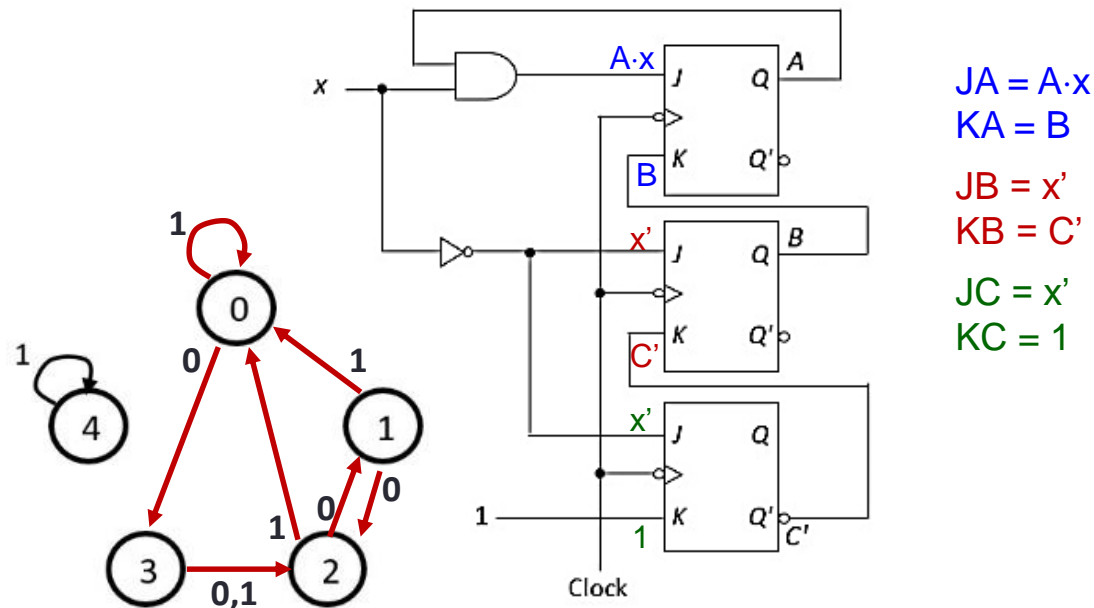 x
A·x
J
Q
A
K
Q'
B
x’
J
Q
B
K
Q'
C’
x’
J
Q
1
K
Q'
C'
1
Clock
JA = A·x
KA = B
JB = x’
KB = C’
JC = x’
KC = 1
1
0
0
1
1
4
1
0
0
1
3
0,1
2